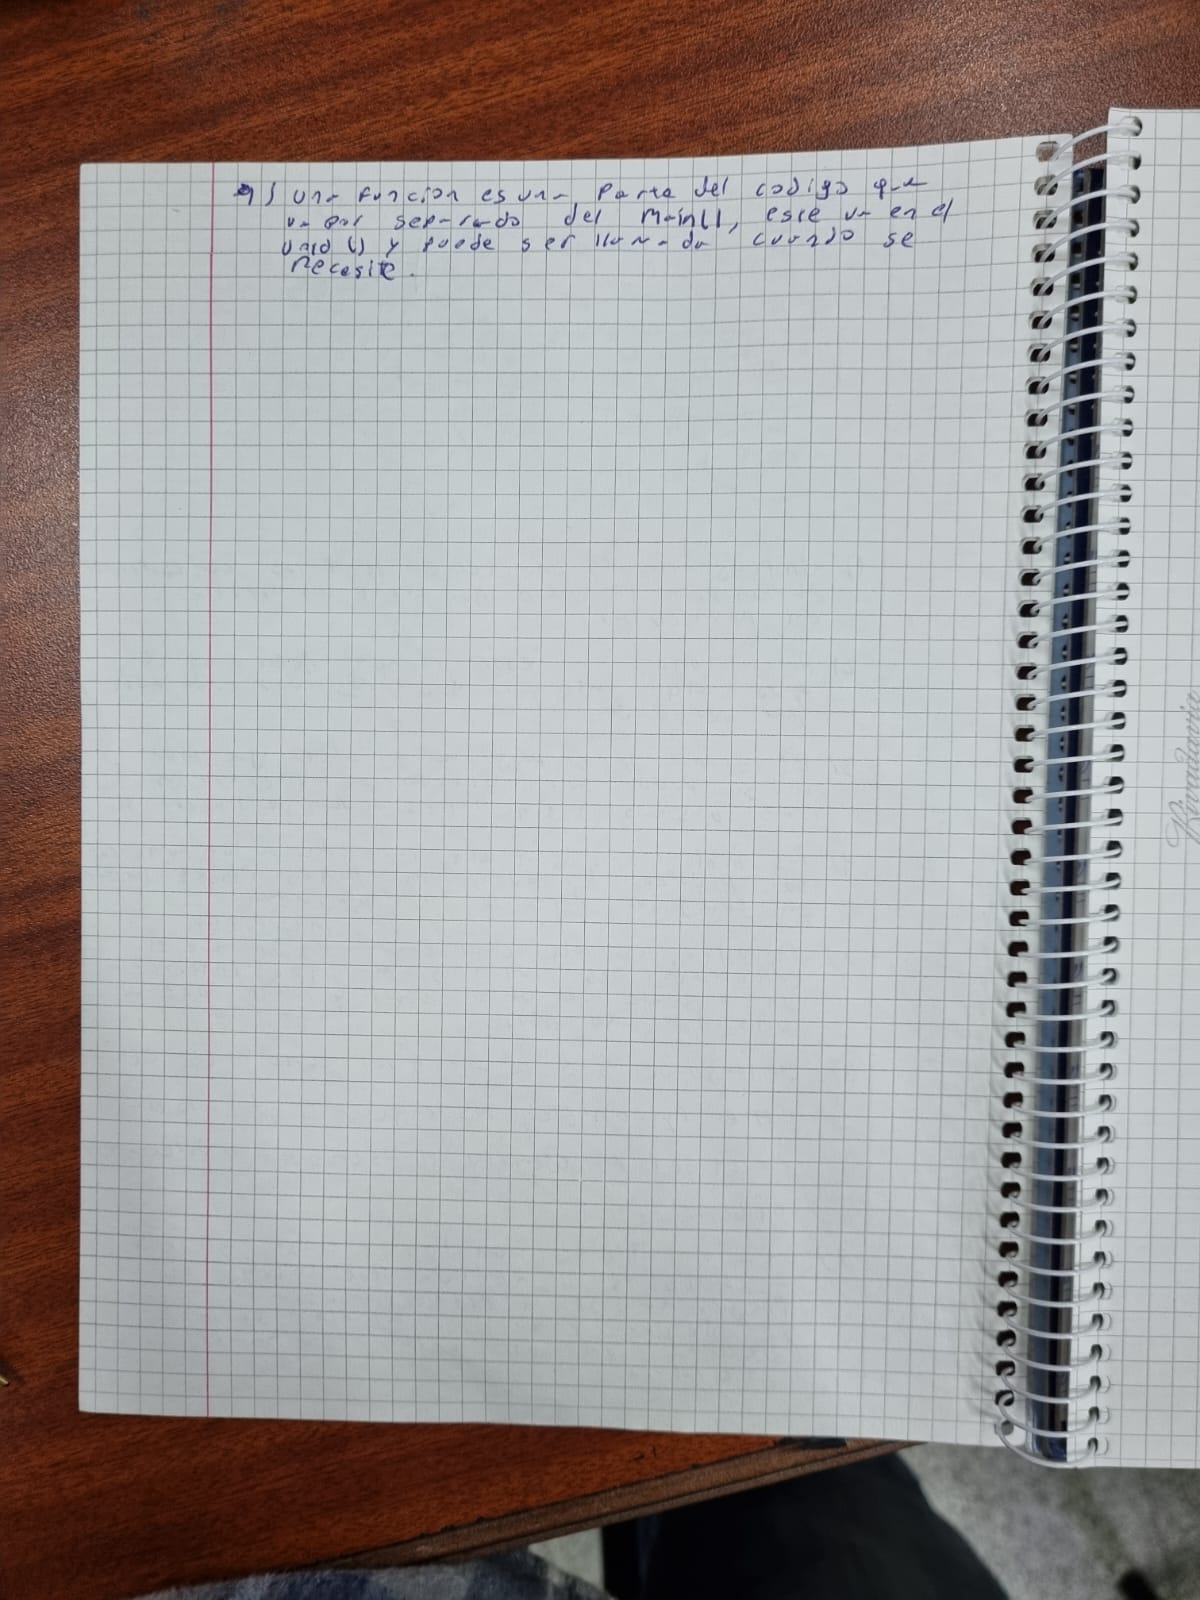 9) una funcion es una Parte del codigo que
va por separado del main(), este va en el
void () y puede ser llamada cuando se
necesite.
Rivadavia